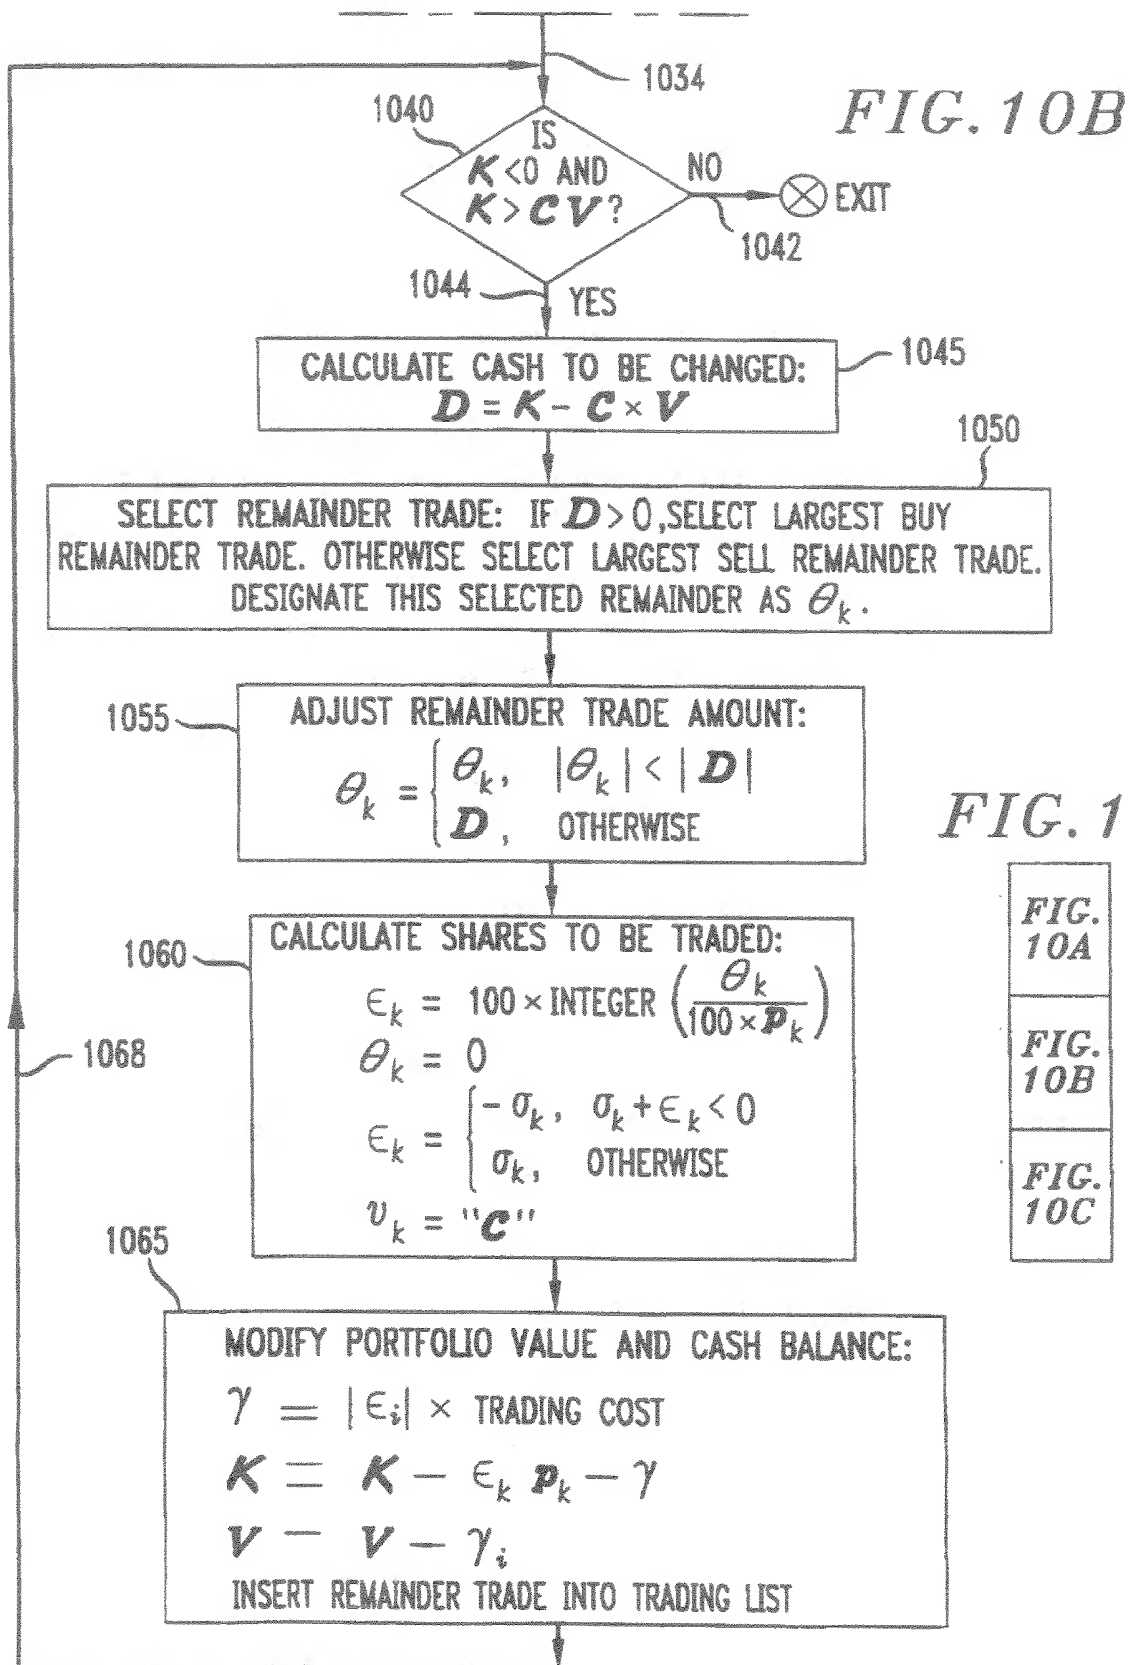 1034
FIG. 10B
1040
IS
K<0 AND
K> C V ?
NO
EXIT
1042
1044
YES
1045
CALCULATE CASH TO BE CHANGED:
D = K - C × V
1050
SELECT REMAINDER TRADE: IF D > 0, SELECT LARGEST BUY
REMAINDER TRADE. OTHERWISE SELECT LARGEST SELL REMAINDER TRADE.
DESIGNATE THIS SELECTED REMAINDER AS θk.
1055
ADJUST REMAINDER TRADE AMOUNT:
θk = { θk, |θk| < | D |
D, OTHERWISE
FIG. 1
FIG.
10A
FIG.
10B
FIG.
10C
1060
CALCULATE SHARES TO BE TRADED:
ϵk = 100 × INTEGER ( θk / 100 × pk )
θk = 0
1068
ϵk = { -σk, σk + ϵk < 0
σk, OTHERWISE
υk = "C"
1065
MODIFY PORTFOLIO VALUE AND CASH BALANCE:
γ = |ϵi| × TRADING COST
K = K - ϵk pk - γ
V = V - γi
INSERT REMAINDER TRADE INTO TRADING LIST